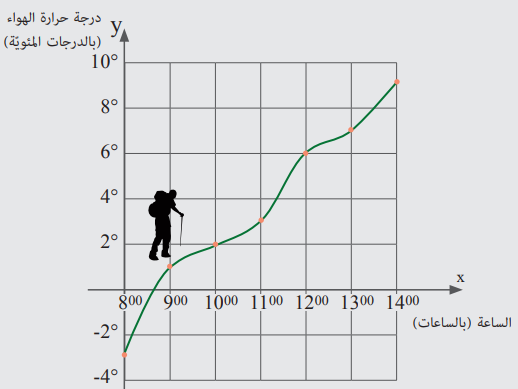 درجة حرارة الهواء
(بالدرجات المئويّة)
y
10°
8°
6°
4°
2°
x
8⁰⁰ 9⁰⁰ 10⁰⁰ 11⁰⁰ 12⁰⁰ 13⁰⁰ 14⁰⁰
الساعة (بالساعات)
-2°
-4°